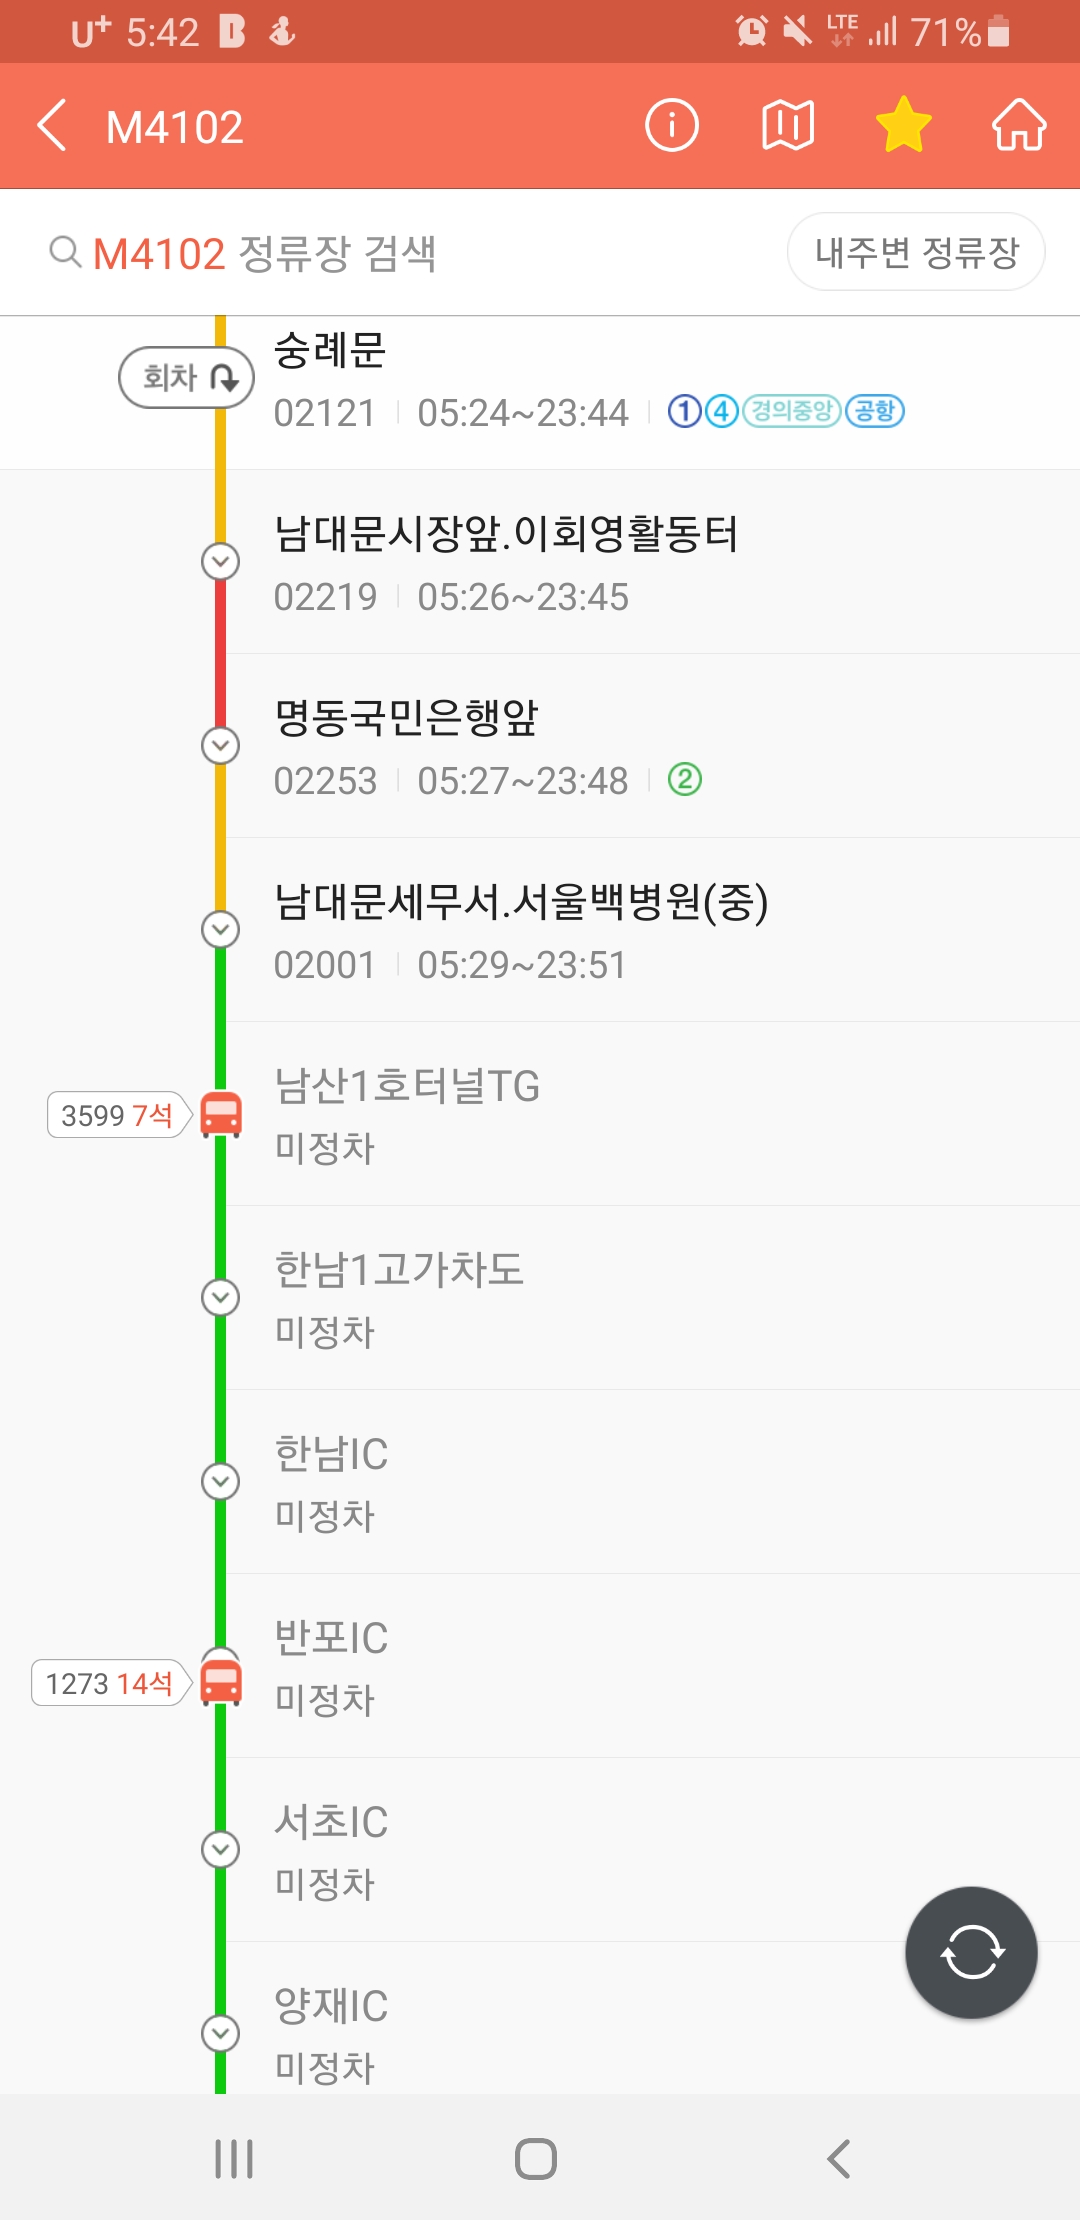 U+ 5:42 LTE 71%
M4102
M4102 정류장 검색
내주변 정류장
숭례문
회차
02121 05:24~23:44 1 4 경의중앙 공항
남대문시장앞.이회영활동터
02219 05:26~23:45
명동국민은행앞
02253 05:27~23:48 2
남대문세무서.서울백병원(중)
02001 05:29~23:51
남산1호터널TG
3599 7석
미정차
한남1고가차도
미정차
한남IC
미정차
반포IC
1273 14석
미정차
서초IC
미정차
양재IC
미정차